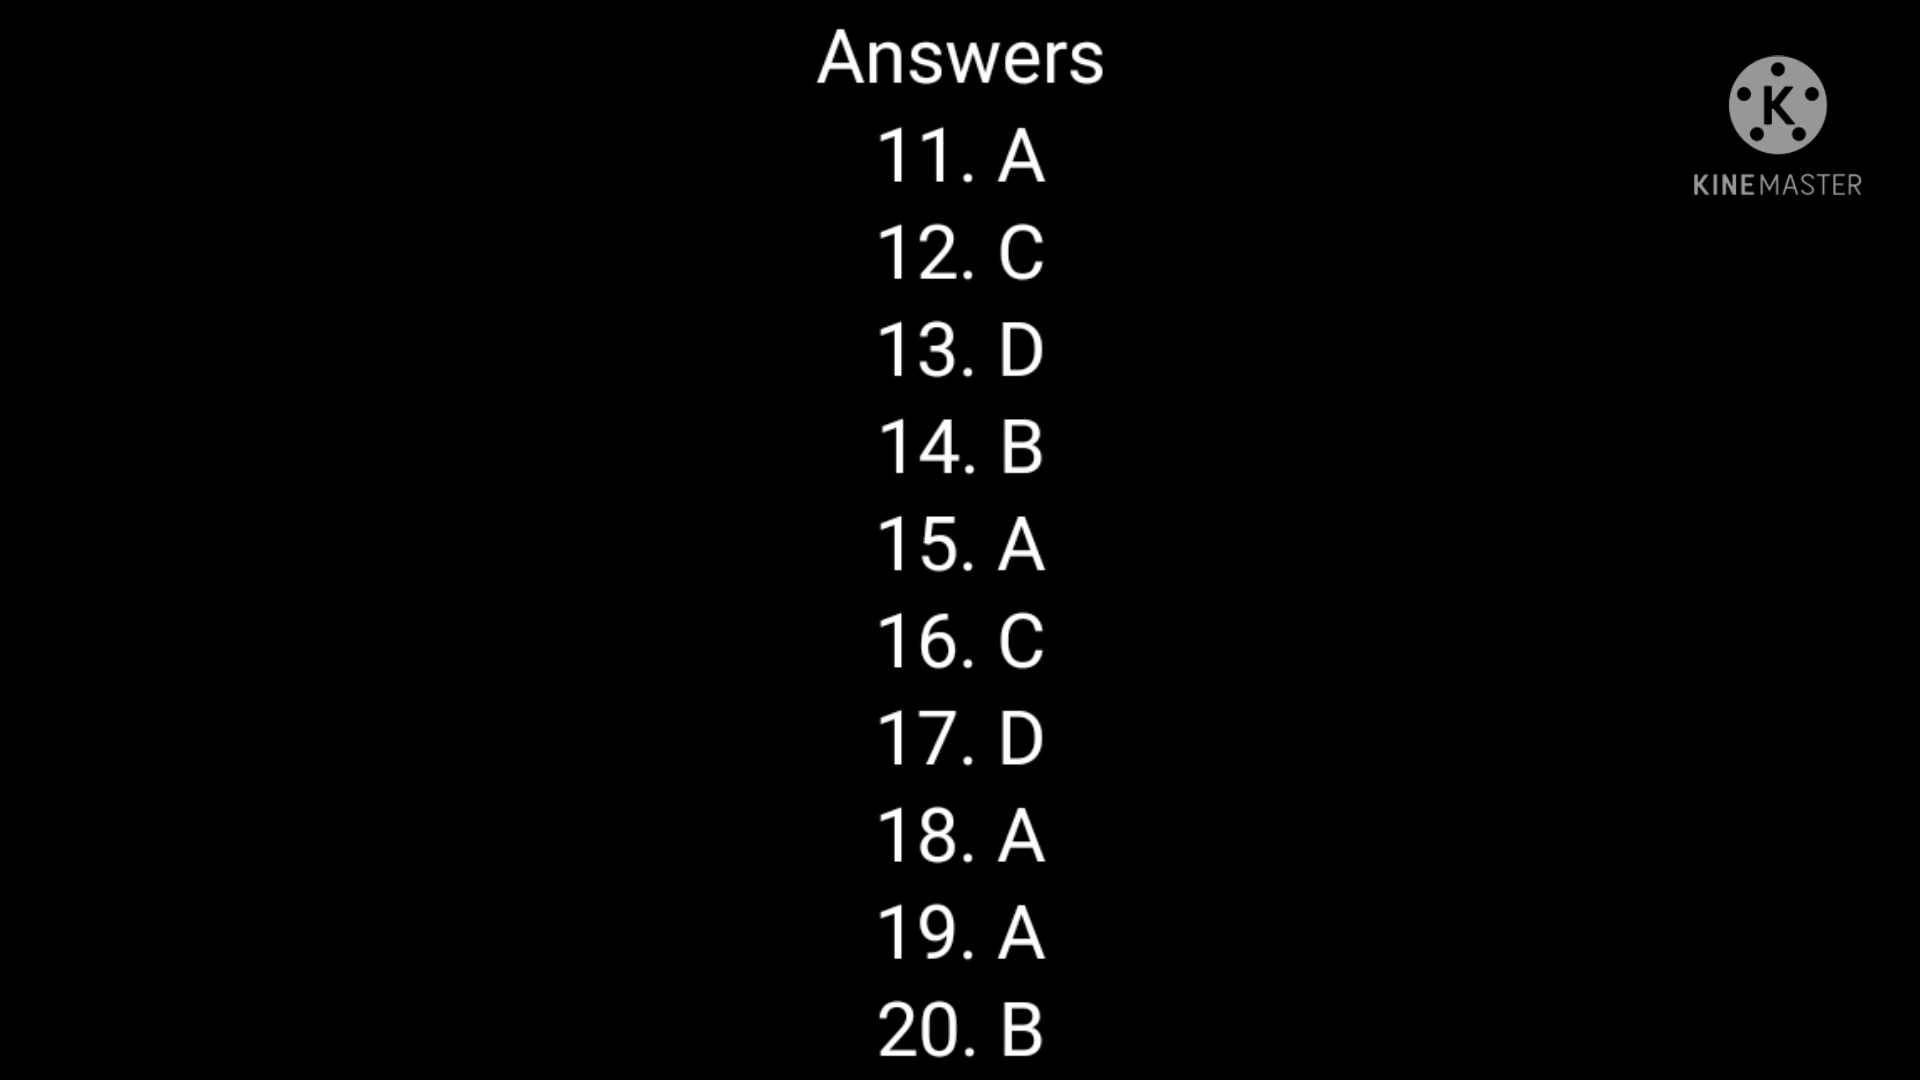 Answers
11. A
12. C
13. D
14. B
15. A
16. C
17. D
18. A
19. A
20. B
K
KINEMASTER